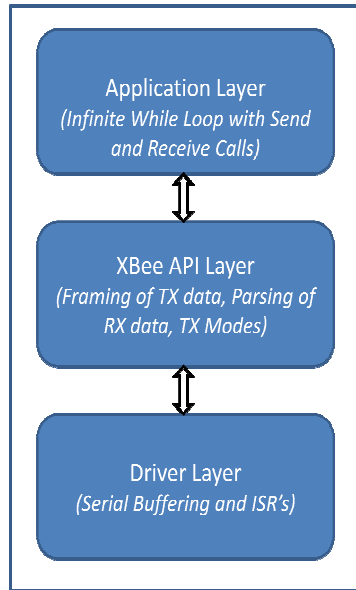 Application Layer
(Infinite While Loop with Send
and Receive Calls)
XBee API Layer
(Framing of TX data, Parsing of
RX data, TX Modes)
Driver Layer
(Serial Buffering and ISR's)